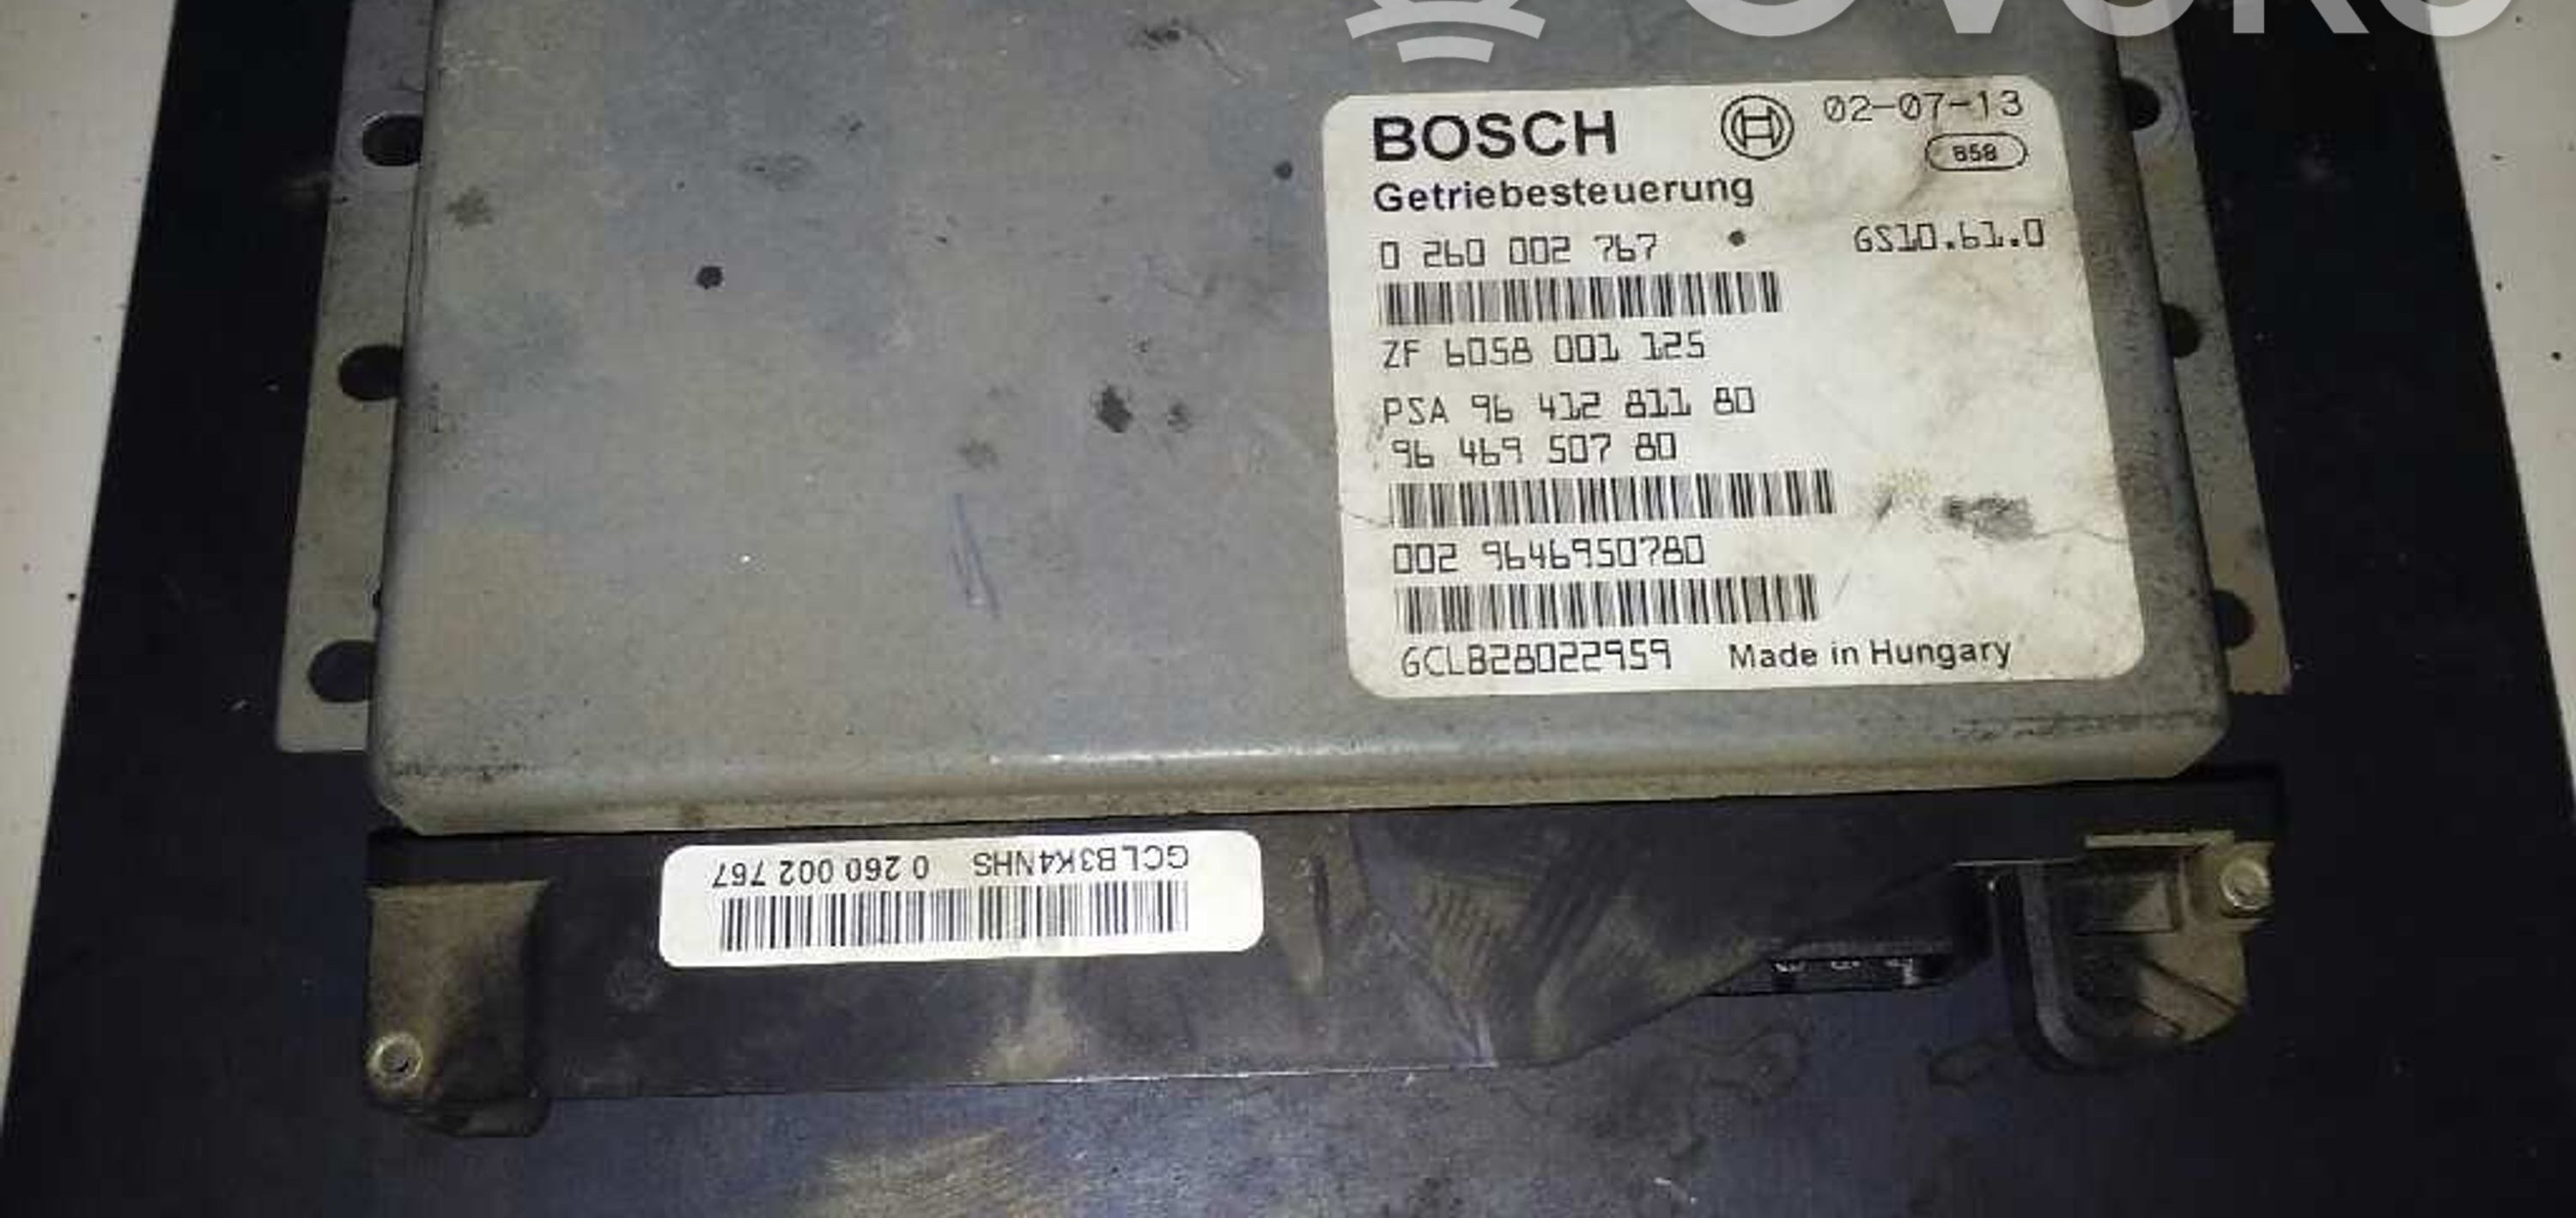 OVOKO
BOSCH 02-07-13
858
Getriebesteuerung
0 260 002 767 GS10.61.0
ZF 6058 001 125
PSA 96 412 811 80
96 469 507 80
002 9646950780
GCLB28022959 Made in Hungary
GCLB3K4NHS 0 260 002 767